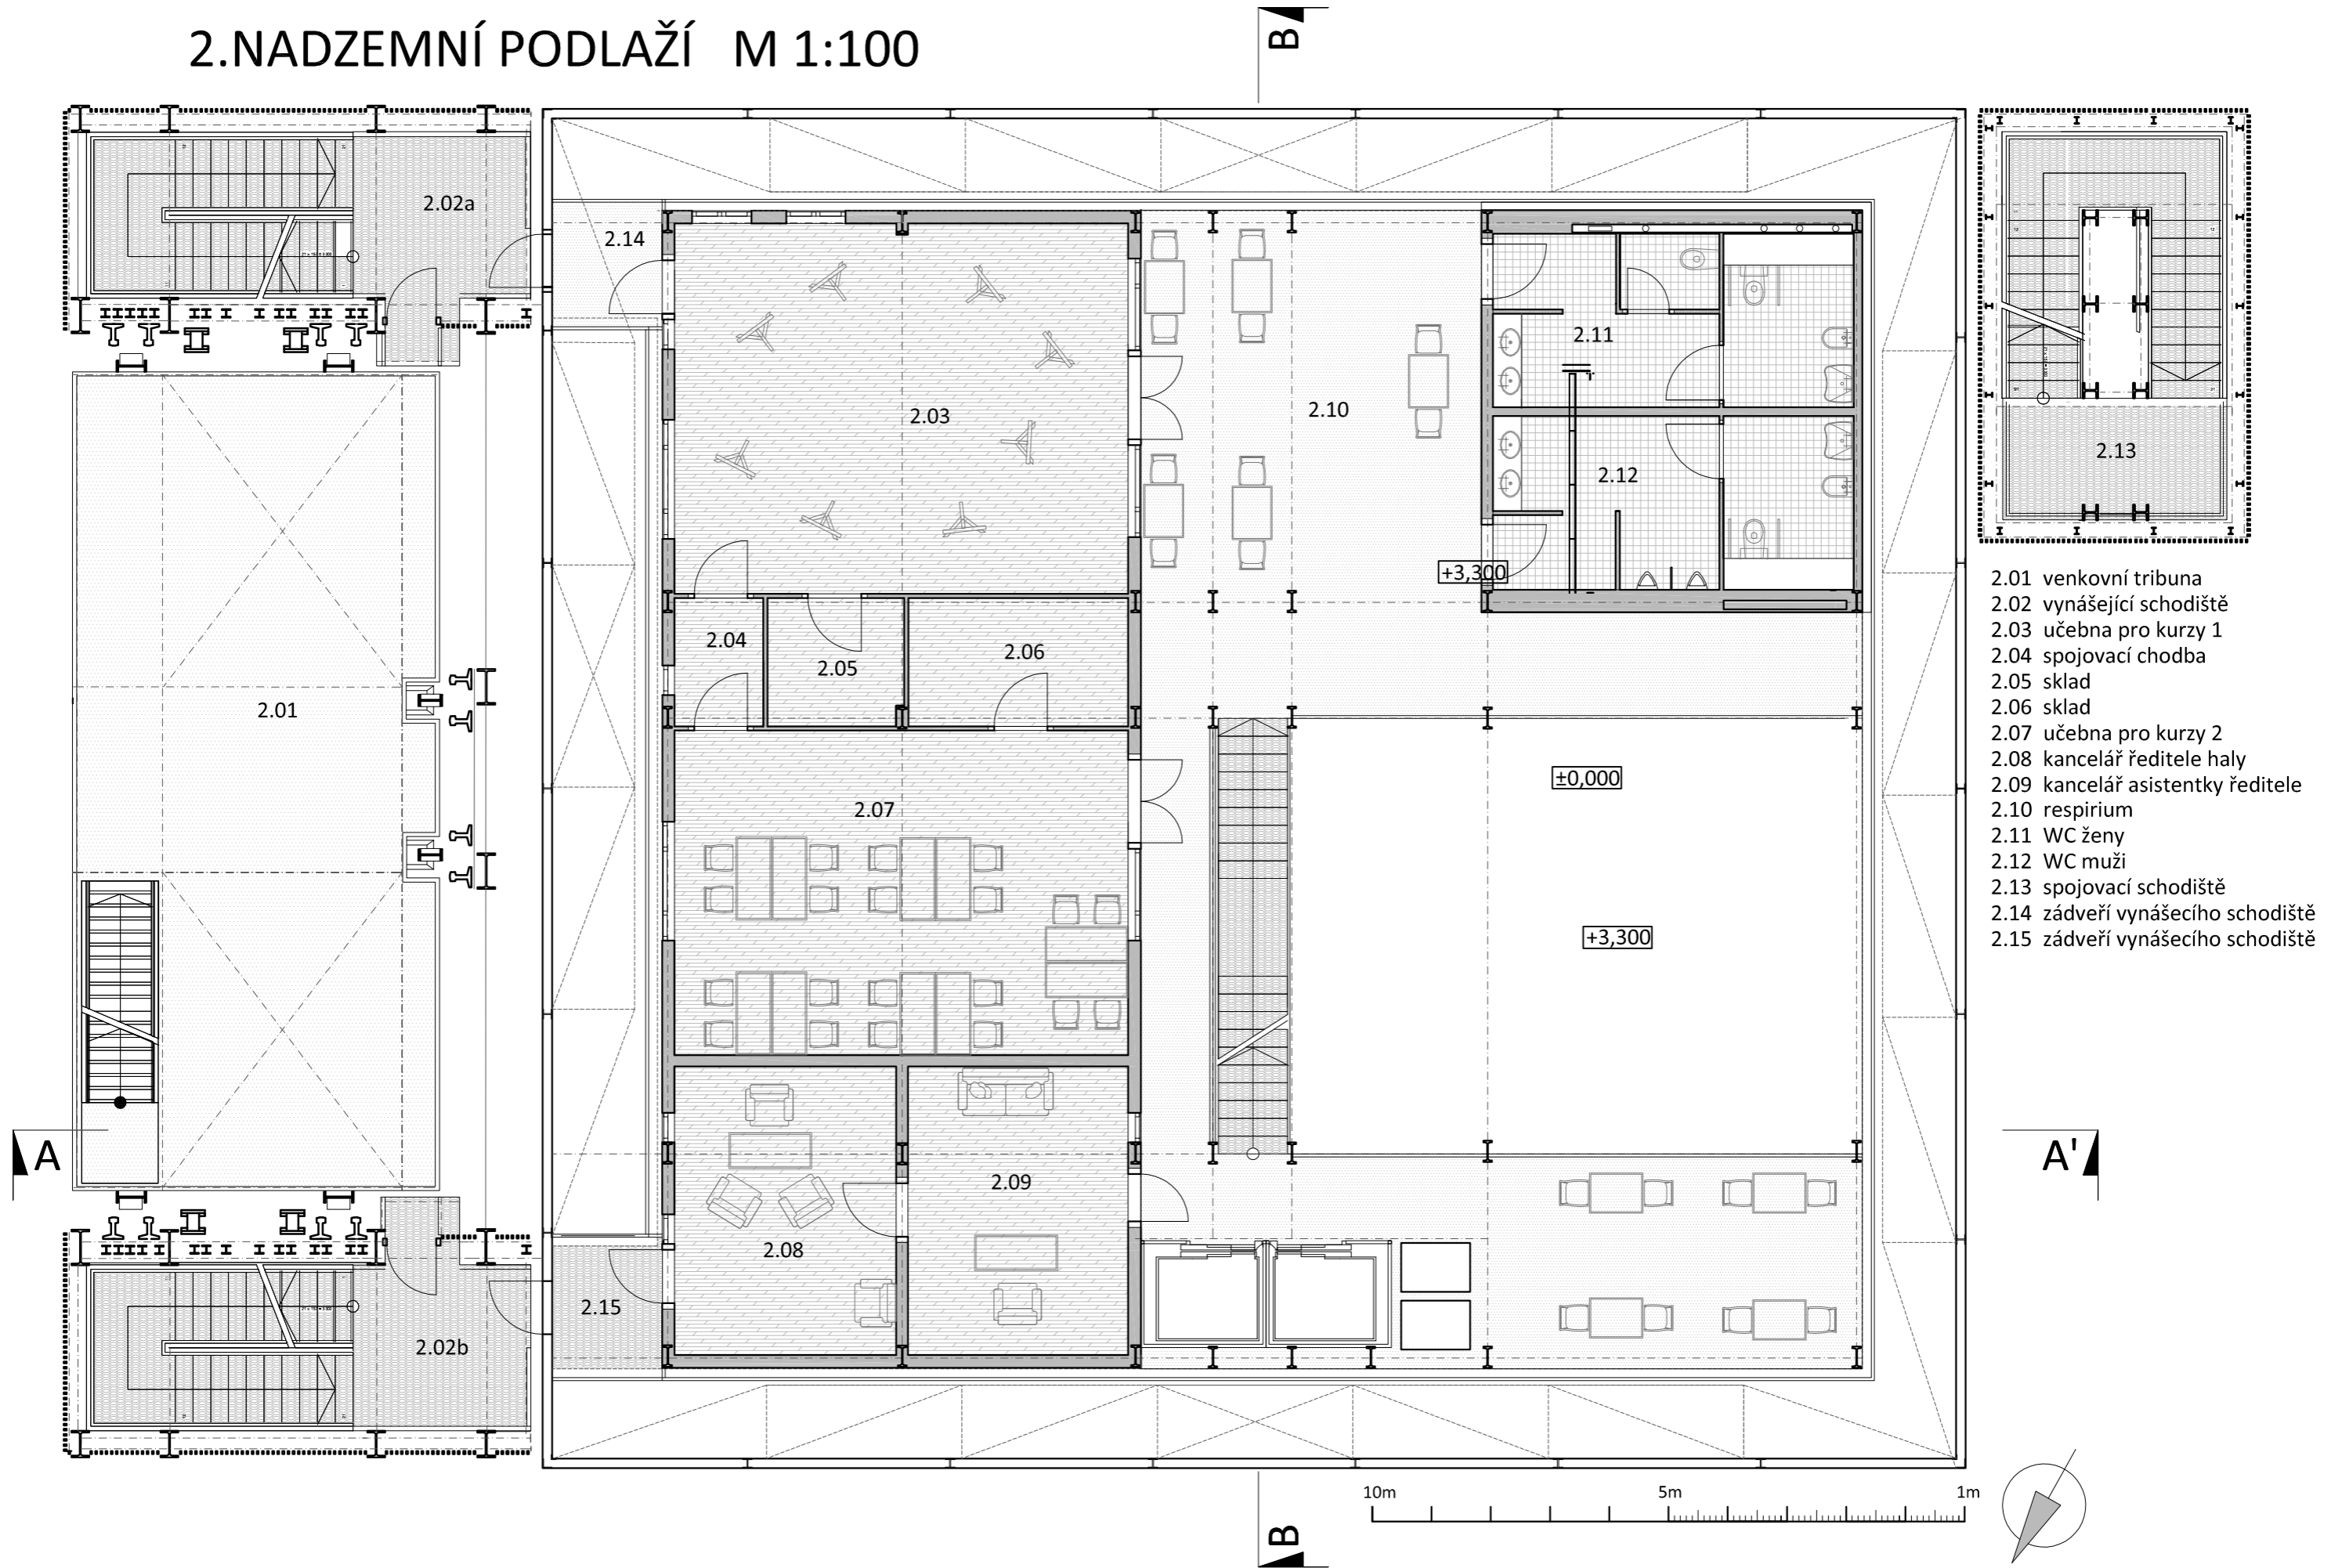 2.NADZEMNÍ PODLAŽÍ M 1:100
B
2.02a
2.14
2.11
2.03
2.10
2.12
2.13
+3,300
2.04
2.05
2.06
2.01
±0,000
2.07
+3,300
A
A'
2.09
2.08
2.15
2.02b
2.01 venkovní tribuna
2.02 vynášející schodiště
2.03 učebna pro kurzy 1
2.04 spojovací chodba
2.05 sklad
2.06 sklad
2.07 učebna pro kurzy 2
2.08 kancelář ředitele haly
2.09 kancelář asistentky ředitele
2.10 respirium
2.11 WC ženy
2.12 WC muži
2.13 spojovací schodiště
2.14 zádveří vynášecího schodiště
2.15 zádveří vynášecího schodiště
10m 5m 1m
B